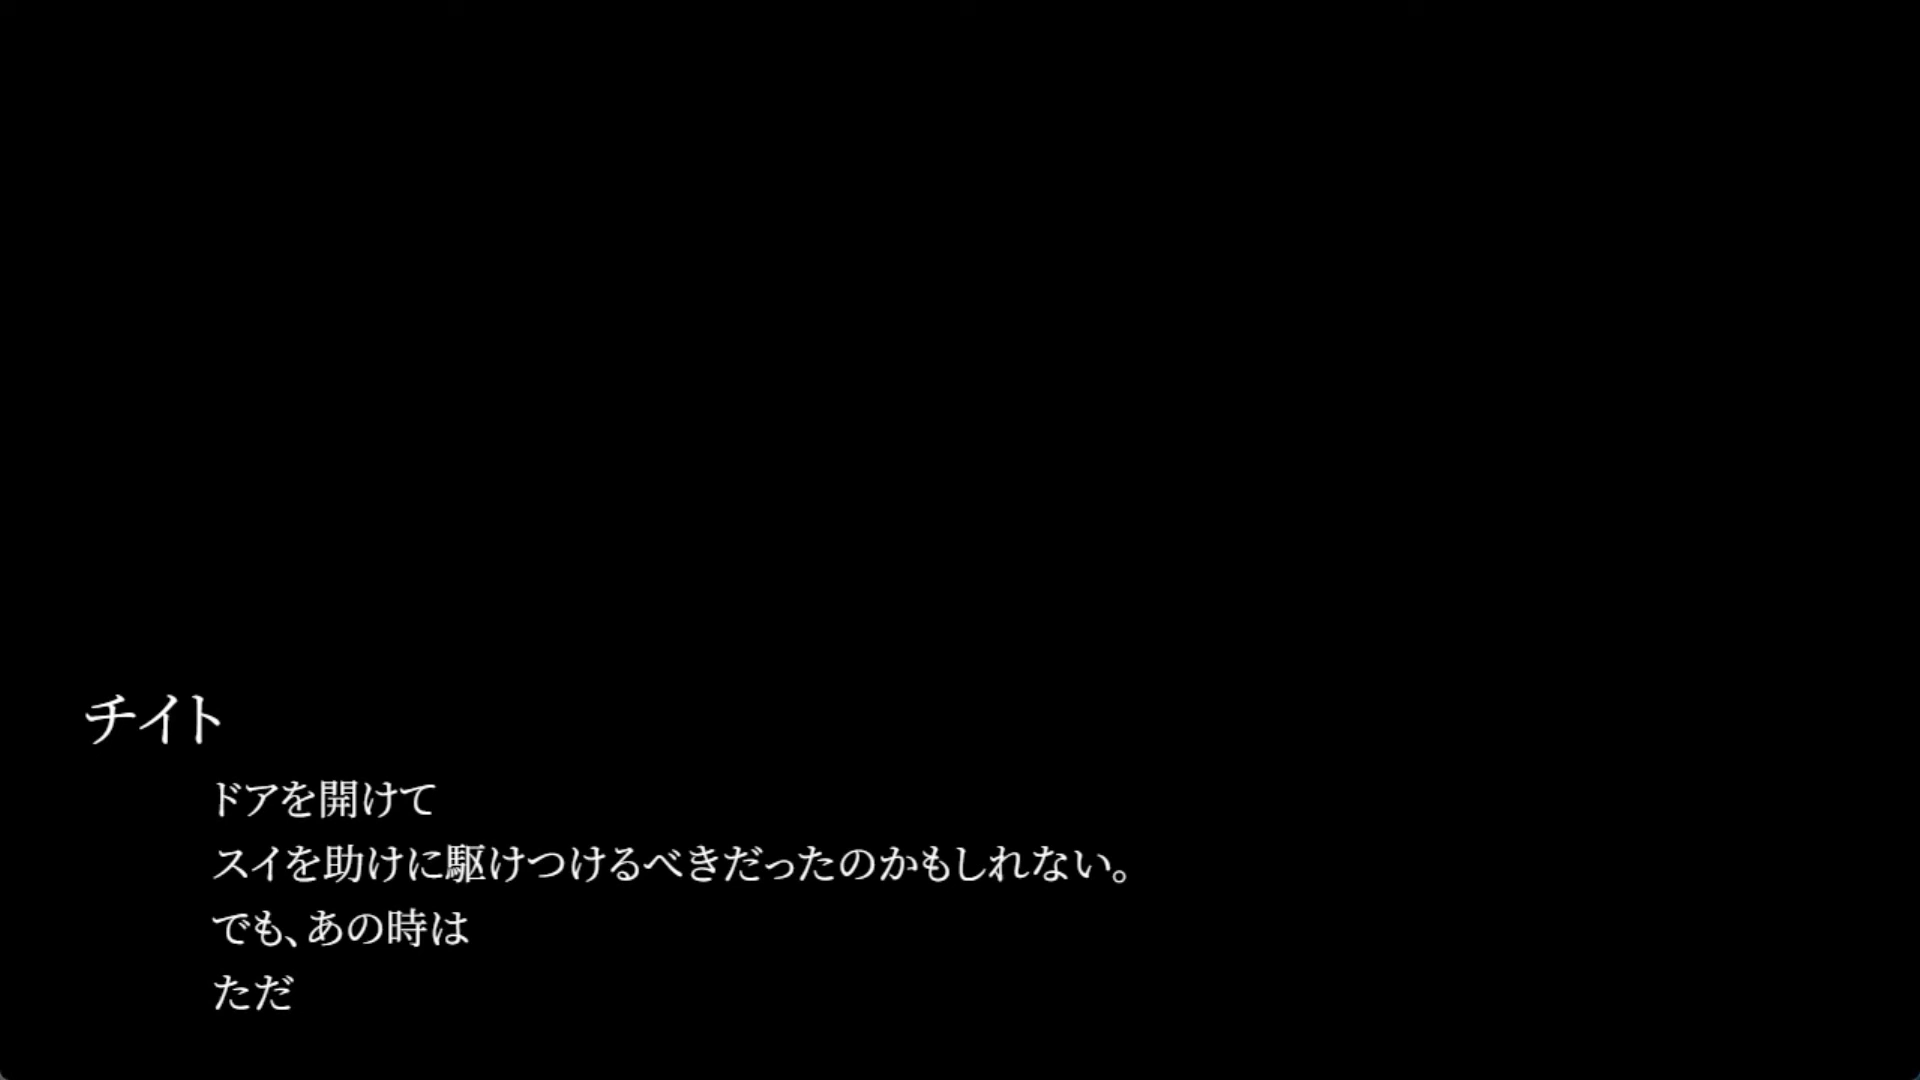 チイト
ドアを開けて
スイを助けに駆けつけるべきだったのかもしれない。
でも、あの時は
ただ